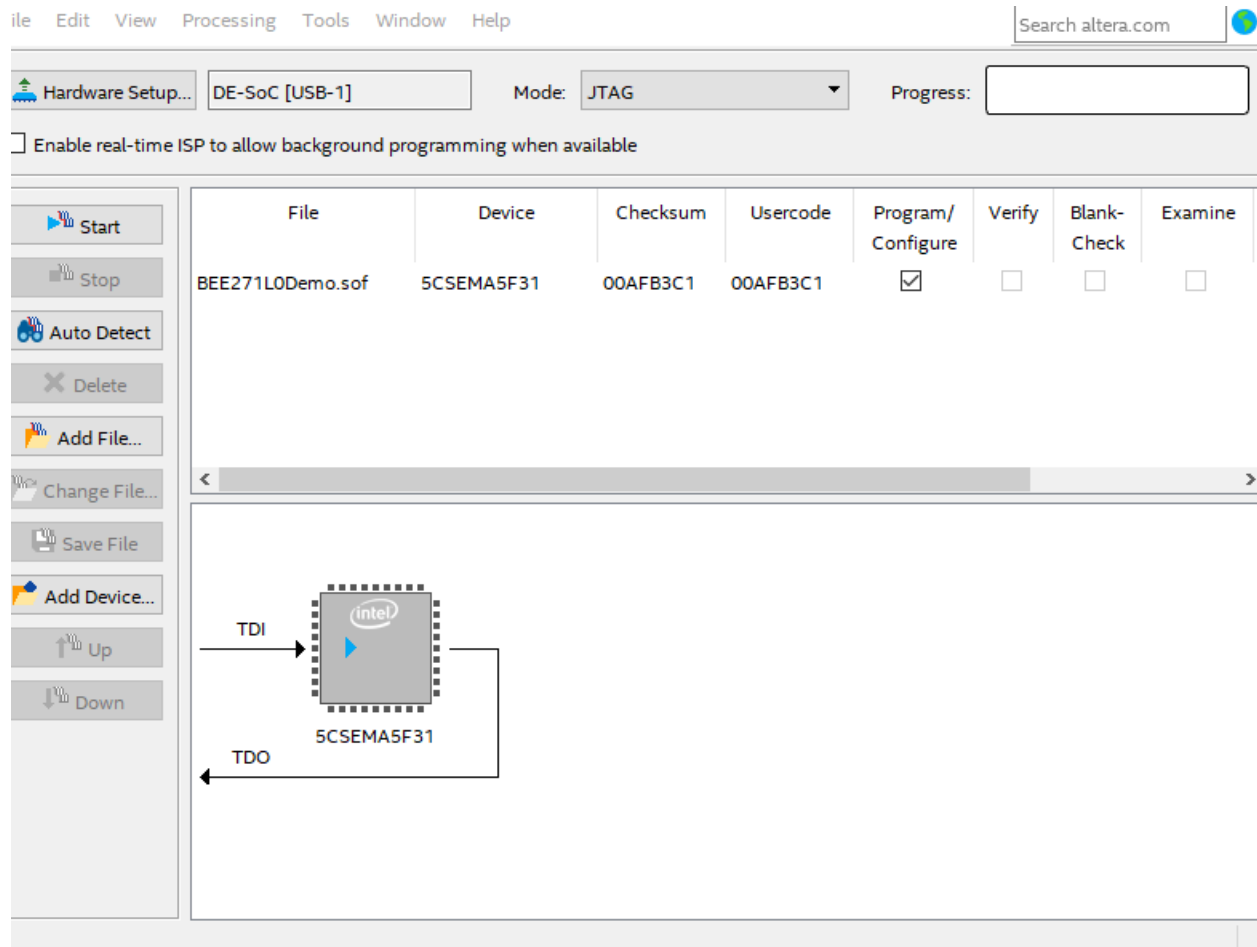 ile Edit View Processing Tools Window Help
Search altera.com
Hardware Setup... DE-SoC [USB-1] Mode: JTAG Progress:
Enable real-time ISP to allow background programming when available
Start
Stop
Auto Detect
Delete
Add File...
Change File...
Save File
Add Device...
Up
Down
File Device Checksum Usercode Program/ Configure Verify Blank- Check Examine
BEE271L0Demo.sof 5CSEMA5F31 00AFB3C1 00AFB3C1
TDI
intel
5CSEMA5F31
TDO